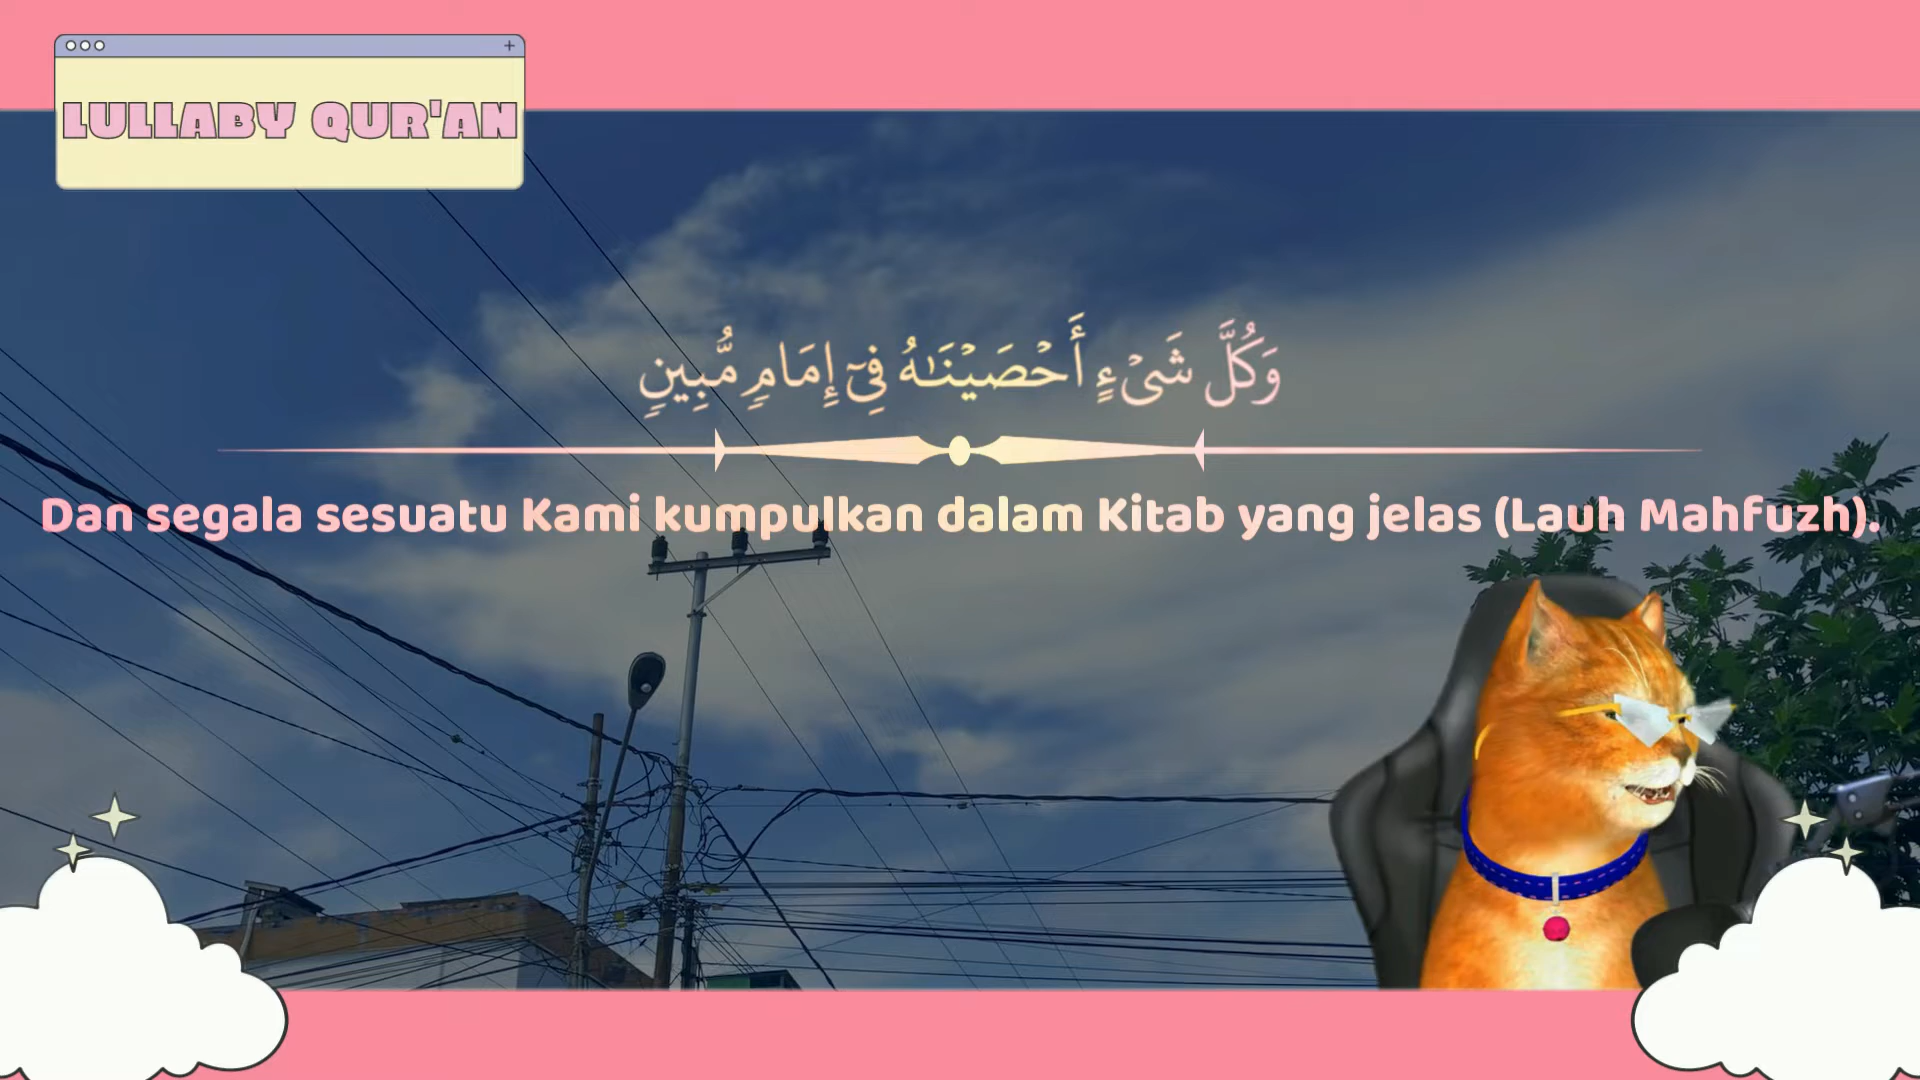 LULLABY QUR'AN
وَكُلَّ شَىْءٍ أَحْصَيْنَـٰهُ فِىٓ إِمَامٍ مُّبِينٍ
Dan segala sesuatu Kami kumpulkan dalam Kitab yang jelas (Lauh Mahfuzh).